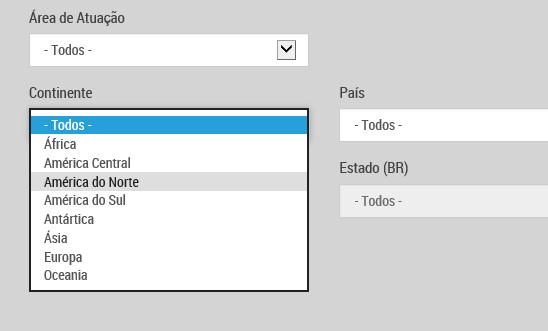 Área de Atuação
- Todos -
Continente
País
- Todos -
- Todos -
África
América Central
América do Norte
América do Sul
Antártica
Ásia
Europa
Oceania
Estado (BR)
- Todos -